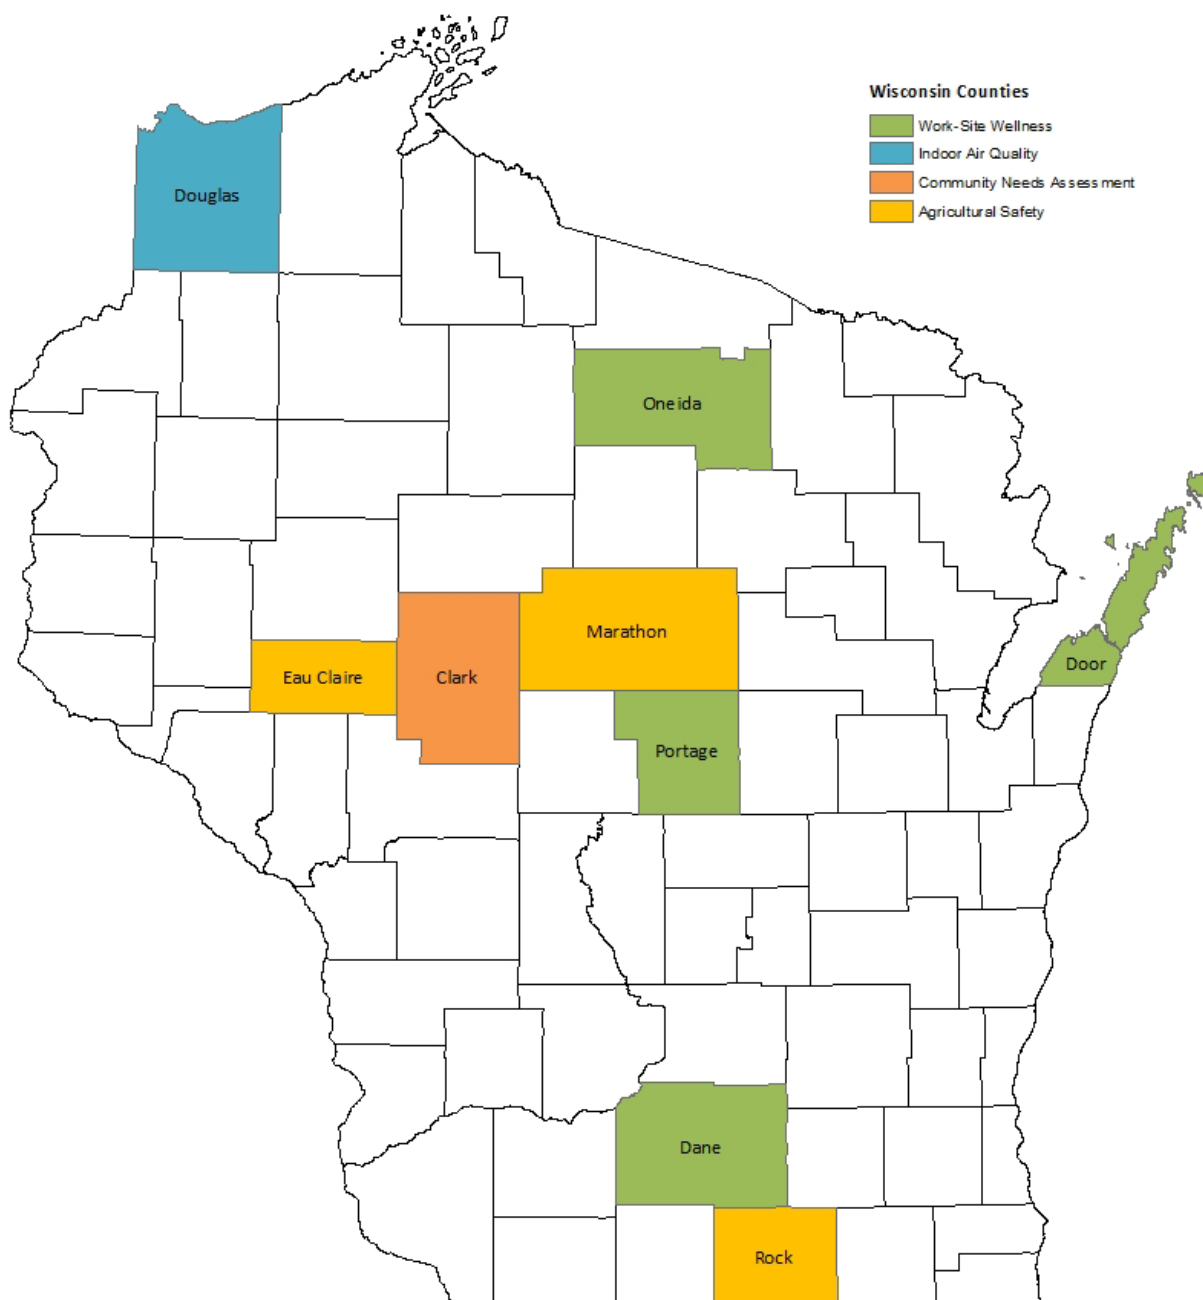 Wisconsin Counties
Work-Site Wellness
Indoor Air Quality
Community Needs Assessment
Agricultural Safety
Douglas
Oneida
Marathon
Door
Eau Claire
Clark
Portage
Dane
Rock